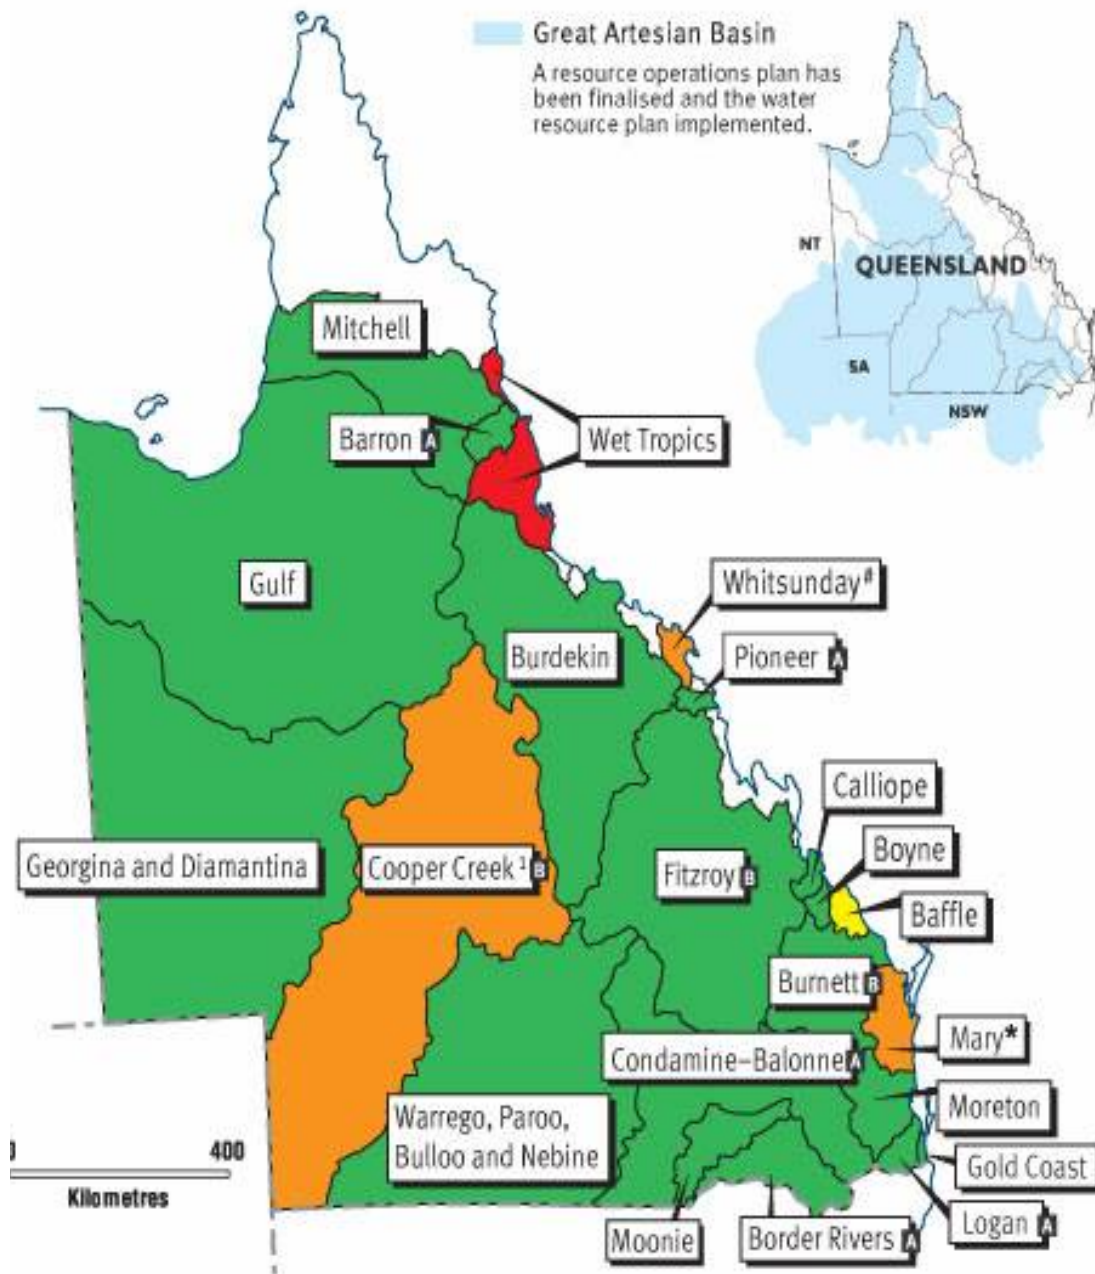 Great Artesian Basin
A resource operations plan has
been finalised and the water
resource plan implemented.
NT
QUEENSLAND
SA
NSW
Mitchell
Barron A
Wet Tropics
Gulf
Whitsunday#
Burdekin
Pioneer A
Calliope
Georgina and Diamantina
Cooper Creek 1 B
Fitzroy B
Boyne
Baffle
Burnett B
Mary*
Condamine–Balonne A
Moreton
Warrego, Paroo,
Bulloo and Nebine
Gold Coast
Logan A
Moonie
Border Rivers A
0 400
Kilometres